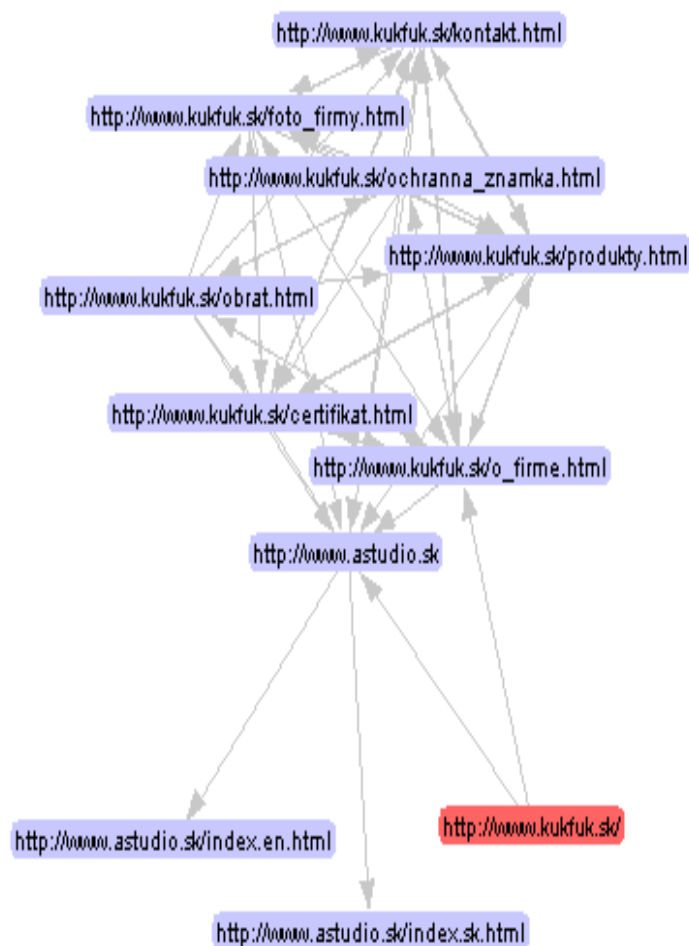 http://www.kukfuk.sk/kontakt.html
http://www.kukfuk.sk/foto_firmy.html
http://www.kukfuk.sk/ochranna_znamka.html
http://www.kukfuk.sk/produkty.html
http://www.kukfuk.sk/obrat.html
http://www.kukfuk.sk/certifikat.html
http://www.kukfuk.sk/o_firme.html
http://www.astudio.sk
http://www.kukfuk.sk/
http://www.astudio.sk/index.en.html
http://www.astudio.sk/index.sk.html